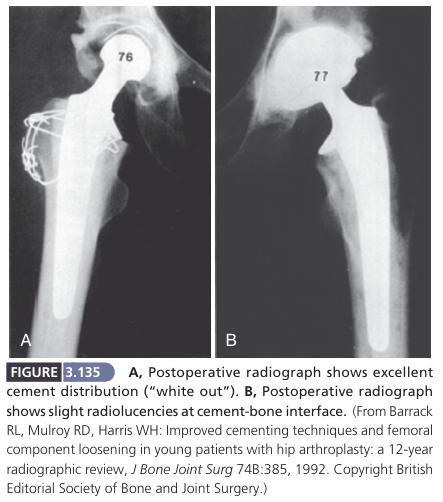 76
77
A
B
FIGURE 3.135 A, Postoperative radiograph shows excellent
cement distribution (“white out”). B, Postoperative radiograph
shows slight radiolucencies at cement-bone interface. (From Barrack
RL, Mulroy RD, Harris WH: Improved cementing techniques and femoral
component loosening in young patients with hip arthroplasty: a 12-year
radiographic review, J Bone Joint Surg 74B:385, 1992. Copyright British
Editorial Society of Bone and Joint Surgery.)